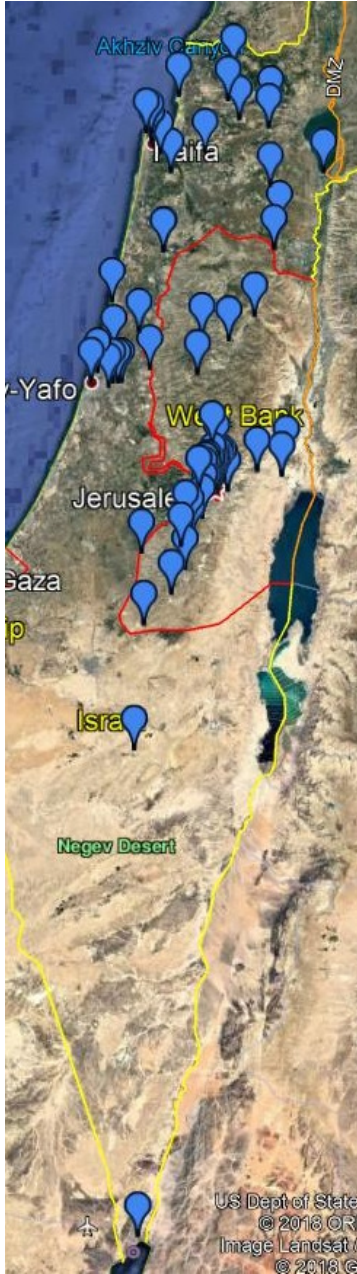 Akhziv Canyon
DMZ
Haifa
-Yafo
West Bank
Jerusale
Gaza
ip
Isra
Negev Desert
US Dept of State
© 2018 OR
Image Landsat /
© 2018 G